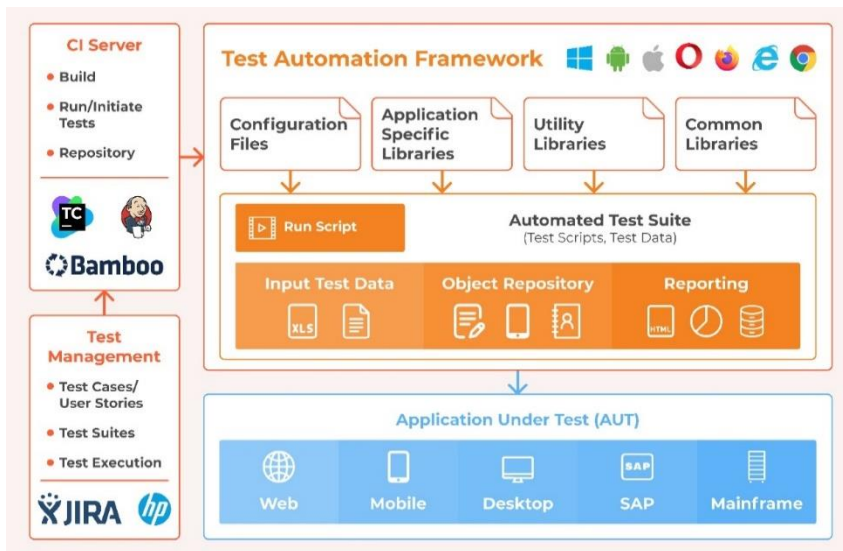 CI Server
• Build
• Run/Initiate
Tests
• Repository
TC
Bamboo
Test
Management
• Test Cases/
User Stories
• Test Suites
• Test Execution
JIRA
hp
Test Automation Framework
Configuration
Files
Application
Specific
Libraries
Utility
Libraries
Common
Libraries
Run Script
Automated Test Suite
(Test Scripts, Test Data)
Input Test Data
XLS
Object Repository
Reporting
HTML
Application Under Test (AUT)
Web
Mobile
Desktop
SAP
SAP
Mainframe